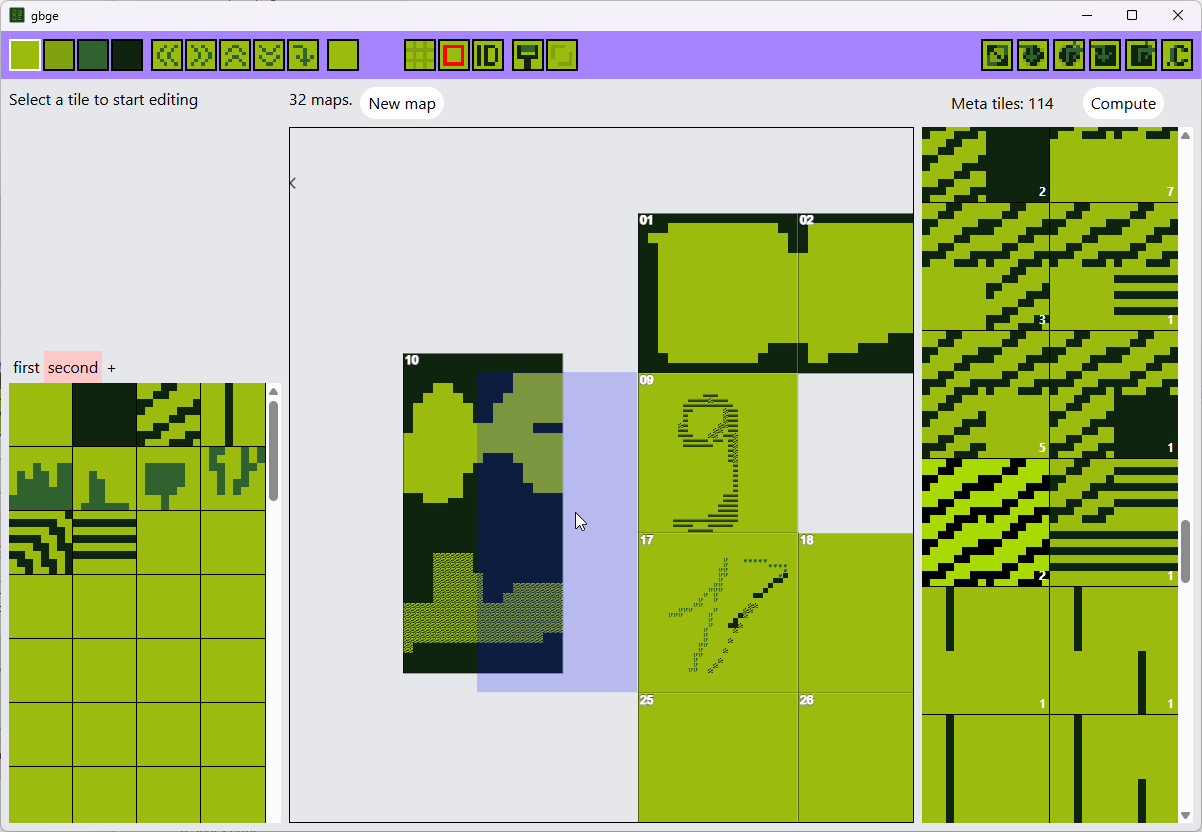 gbge
ID
Select a tile to start editing
32 maps. New map
Meta tiles: 114 Compute
2 7
01 02
3 1
10
first second +
09
5 1
17 18
2 1
25 26
1 1